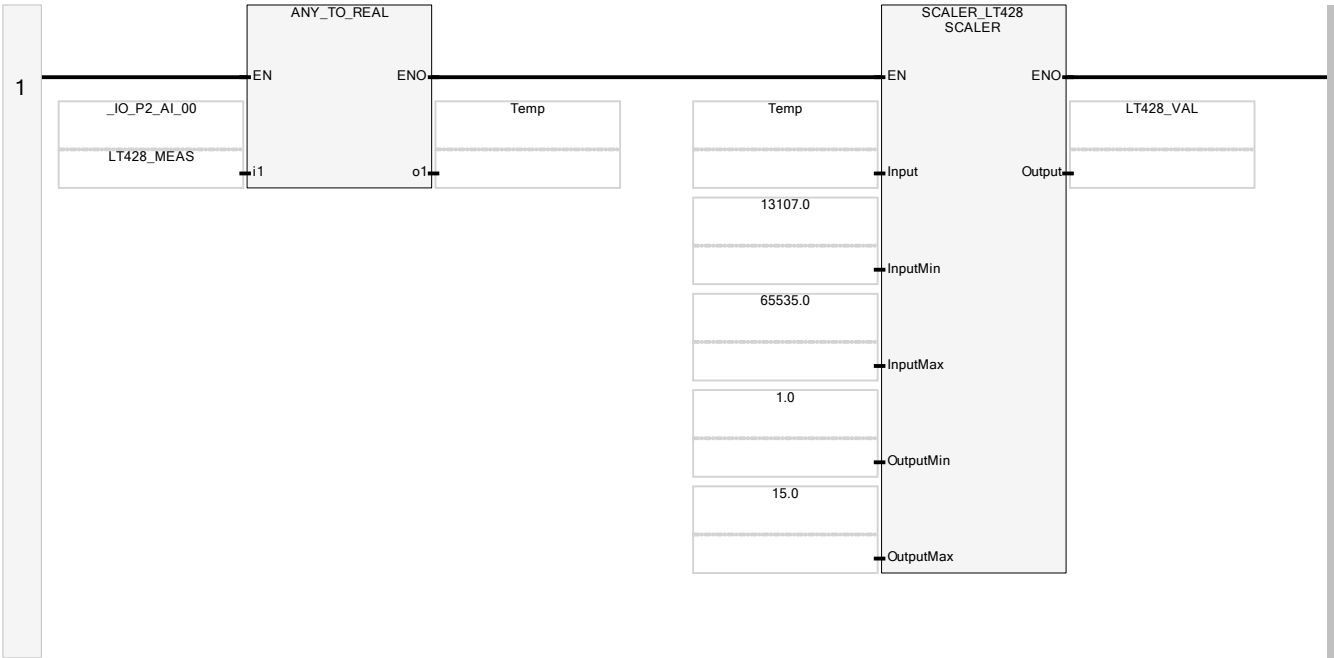 1
ANY_TO_REAL
EN
ENO
_IO_P2_AI_00
LT428_MEAS
i1
o1
Temp
SCALER_LT428
SCALER
EN
ENO
Temp
Input
Output
LT428_VAL
13107.0
InputMin
65535.0
InputMax
1.0
OutputMin
15.0
OutputMax